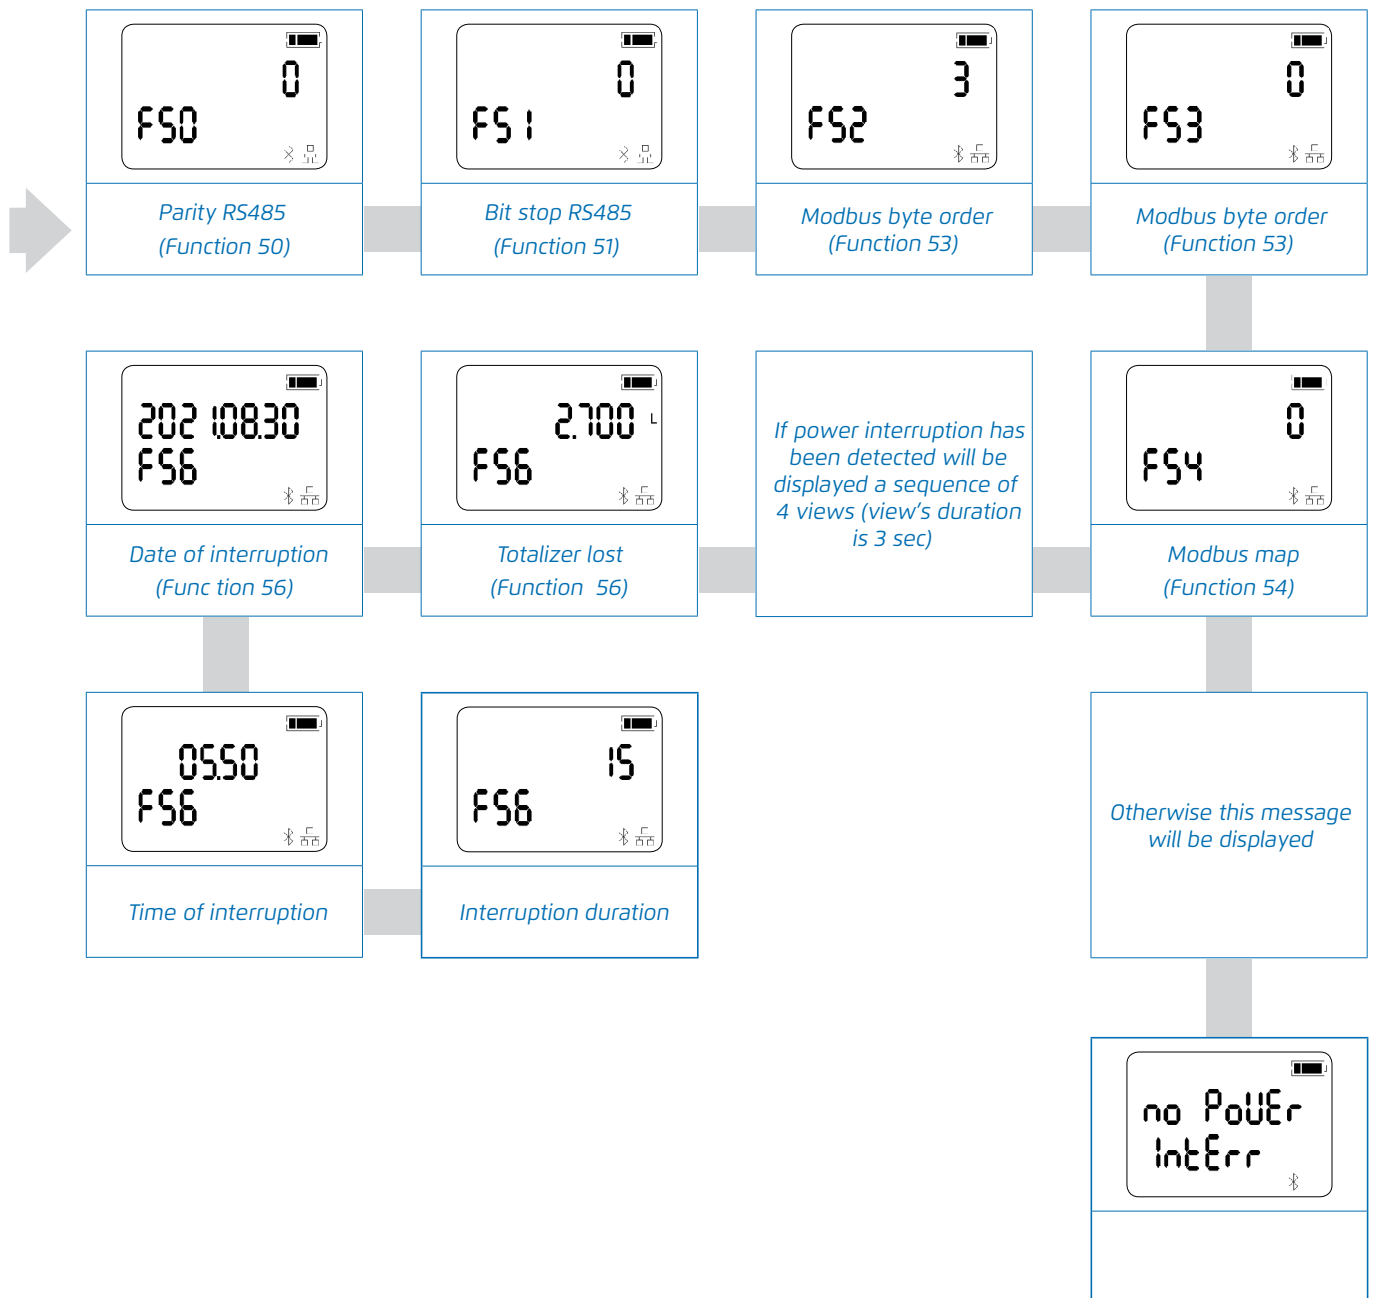 0
F50
Parity RS485
(Function 50)
0
F51
Bit stop RS485
(Function 51)
3
F52
Modbus byte order
(Function 53)
0
F53
Modbus byte order
(Function 53)
2021.08.30
F56
Date of interruption
(Func tion 56)
2.700 L
F56
Totalizer lost
(Function 56)
If power interruption has
been detected will be
displayed a sequence of
4 views (view's duration
is 3 sec)
0
F54
Modbus map
(Function 54)
05.50
F56
Time of interruption
15
F56
Interruption duration
Otherwise this message
will be displayed
no PoUEr
IntErr